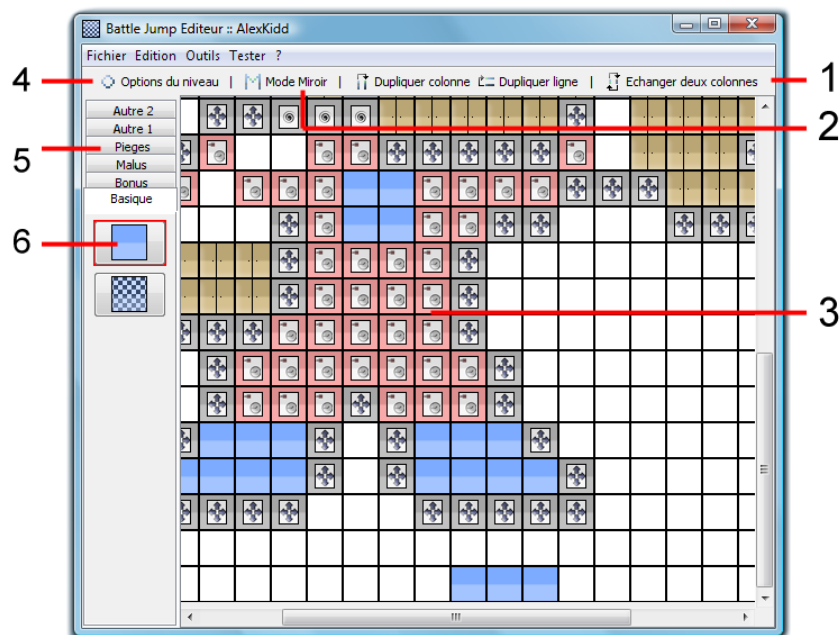 Battle Jump Editeur :: AlexKidd
Fichier Edition Outils Tester ?
4 Options du niveau | Mode Miroir | Dupliquer colonne Dupliquer ligne | Echanger deux colonnes 1
2
Autre 2
Autre 1
5 Pieges
Malus
Bonus
Basique
6
3